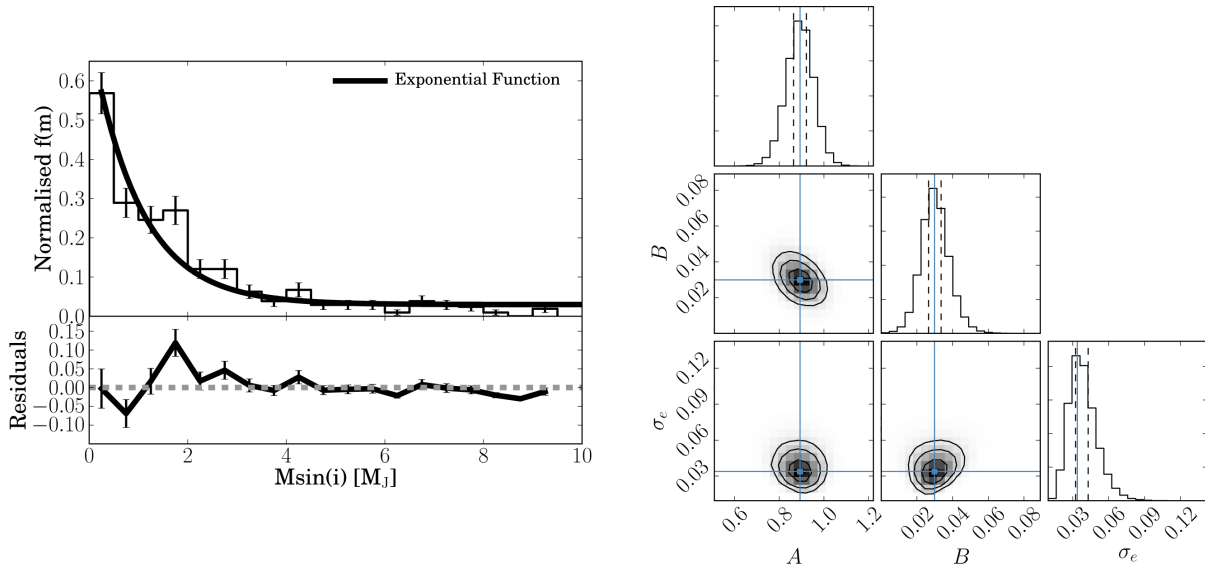 Exponential Function
Normalised f(m)
0.6
0.5
0.4
0.3
0.2
0.1
0.0
Residuals
0.15
0.10
0.05
0.00
−0.05
−0.10
0 2 4 6 8 10
Msin(i) [M_J]
B
0.08
0.06
0.04
0.02
σ_e
0.12
0.09
0.06
0.03
0.6 0.8 1.0 1.2
A
0.02 0.04 0.06 0.08
B
0.03 0.06 0.09 0.12
σ_e